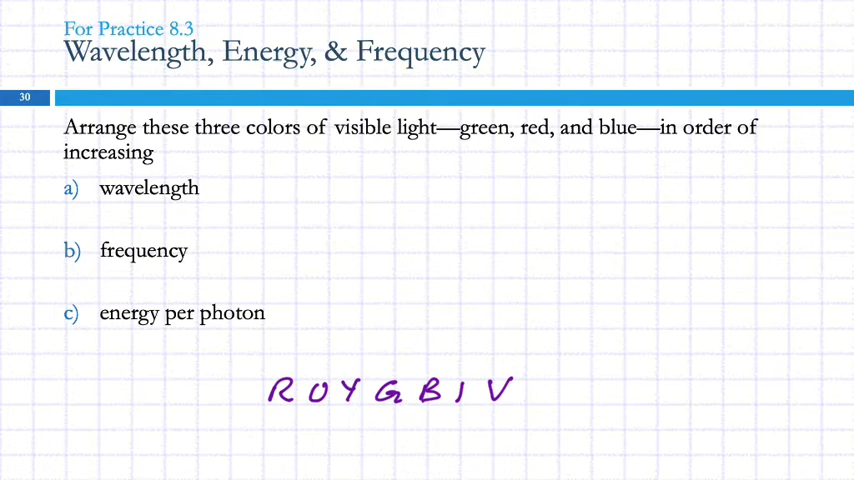 For Practice 8.3
Wavelength, Energy, & Frequency
30
Arrange these three colors of visible light—green, red, and blue—in order of
increasing
a) wavelength
b) frequency
c) energy per photon
R O Y G B I V